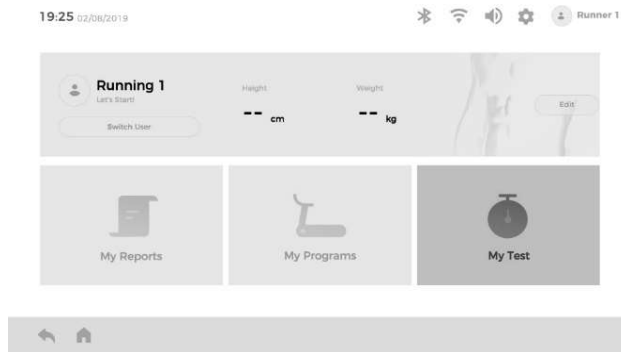 19:25 02/08/2019
Runner 1
Running 1
Let's Start!
Switch User
Height
-- cm
Weight
-- kg
Edit
My Reports
My Programs
My Test